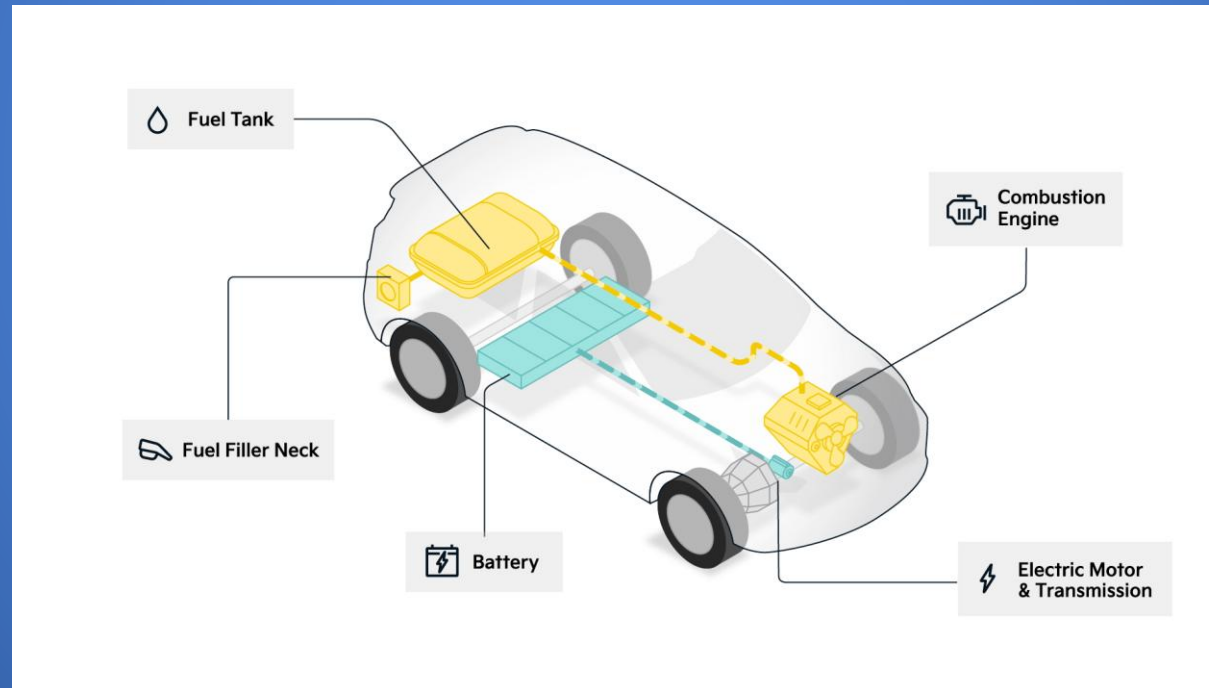 Fuel Tank
Combustion
Engine
Fuel Filler Neck
Battery
Electric Motor
& Transmission